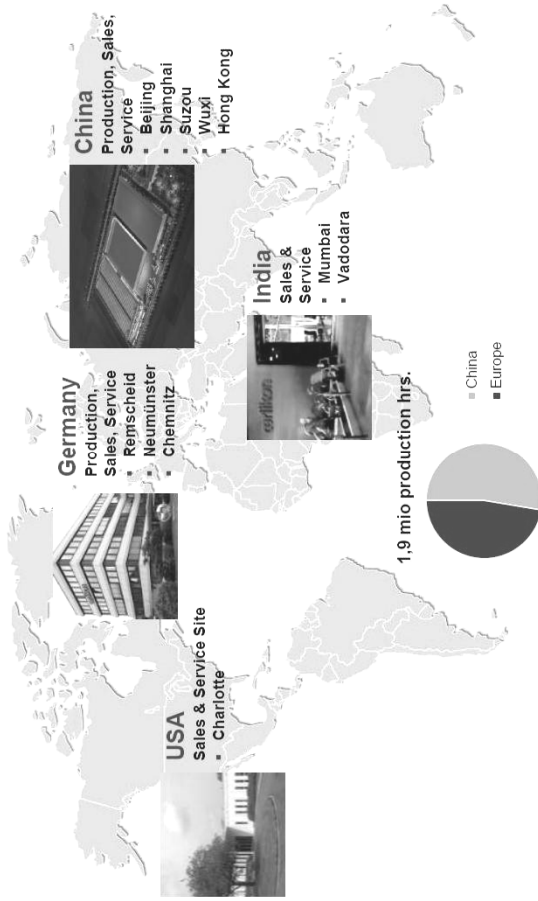 USA
Sales & Service Site
▪ Charlotte
Germany
Production,
Sales, Service
▪ Remscheid
▪ Neumünster
▪ Chemnitz
China
Production, Sales,
Service
▪ Beijing
▪ Shanghai
▪ Suzou
▪ Wuxi
▪ Hong Kong
India
Sales &
Service
▪ Mumbai
▪ Vadodara
oerlikon
1,9 mio production hrs.
China
Europe